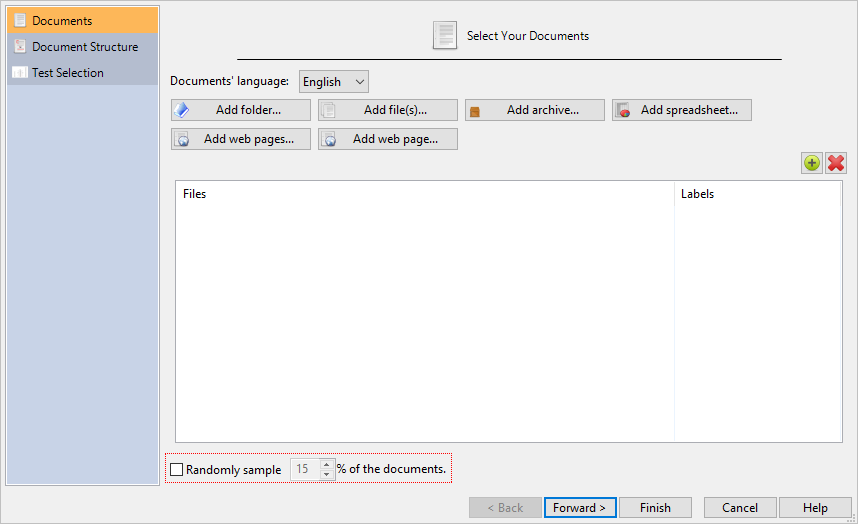 Documents
Document Structure
Test Selection
Select Your Documents
Documents' language: English
Add folder... Add file(s)... Add archive... Add spreadsheet...
Add web pages... Add web page...
Files Labels
Randomly sample 15 % of the documents.
< Back Forward > Finish Cancel Help